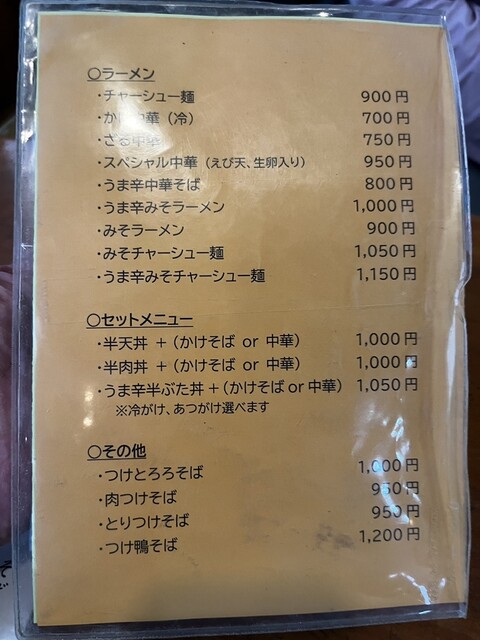 〇ラーメン
・チャーシュー麺 900円
・かけ中華（冷） 700円
・ざる中華 750円
・スペシャル中華（えび天、生卵入り） 950円
・うま辛中華そば 800円
・うま辛みそラーメン 1,000円
・みそラーメン 900円
・みそチャーシュー麺 1,050円
・うま辛みそチャーシュー麺 1,150円
〇セットメニュー
・半天丼 +（かけそば or 中華） 1,000円
・半肉丼 +（かけそば or 中華） 1,000円
・うま辛半ぶた丼+（かけそば or 中華） 1,050円
※冷がけ、あつがけ選べます
〇その他
・つけとろろそば 1,000円
・肉つけそば 950円
・とりつけそば 950円
・つけ鴨そば 1,200円